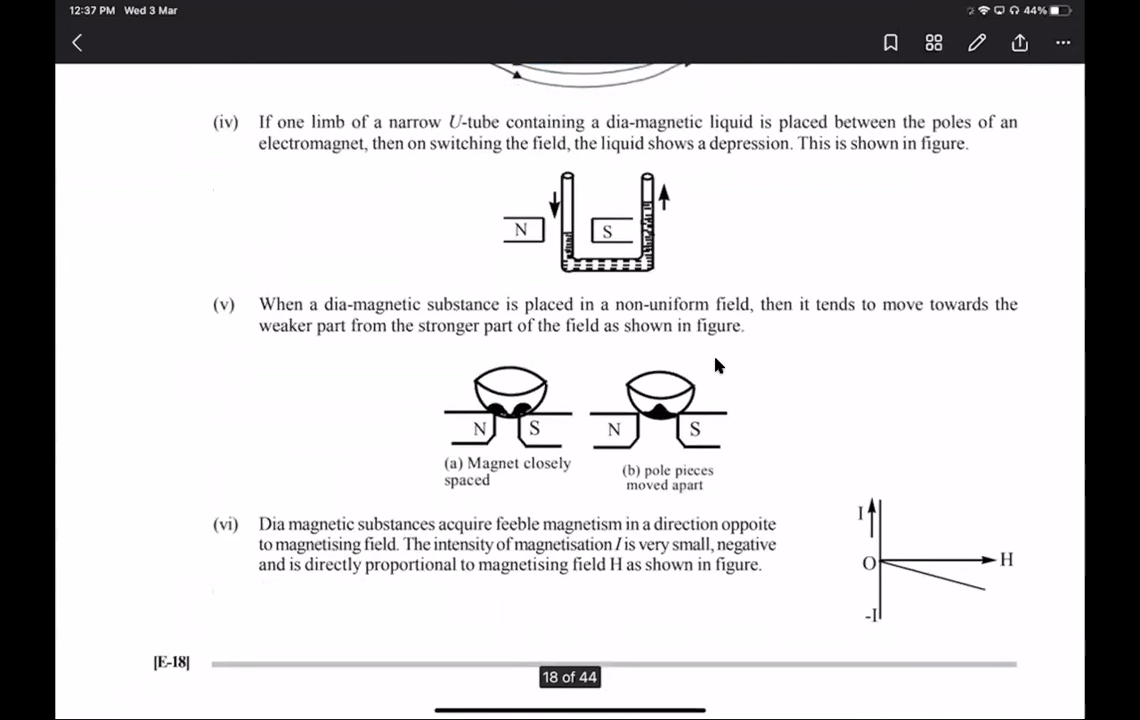 12:37 PM Wed 3 Mar
44%
(iv) If one limb of a narrow U-tube containing a dia-magnetic liquid is placed between the poles of an
electromagnet, then on switching the field, the liquid shows a depression. This is shown in figure.
N S
(v) When a dia-magnetic substance is placed in a non-uniform field, then it tends to move towards the
weaker part from the stronger part of the field as shown in figure.
N S N S
(a) Magnet closely
spaced
(b) pole pieces
moved apart
(vi) Dia magnetic substances acquire feeble magnetism in a direction oppoite
to magnetising field. The intensity of magnetisation I is very small, negative
and is directly proportional to magnetising field H as shown in figure.
I
O H
-I
[E-18]
18 of 44